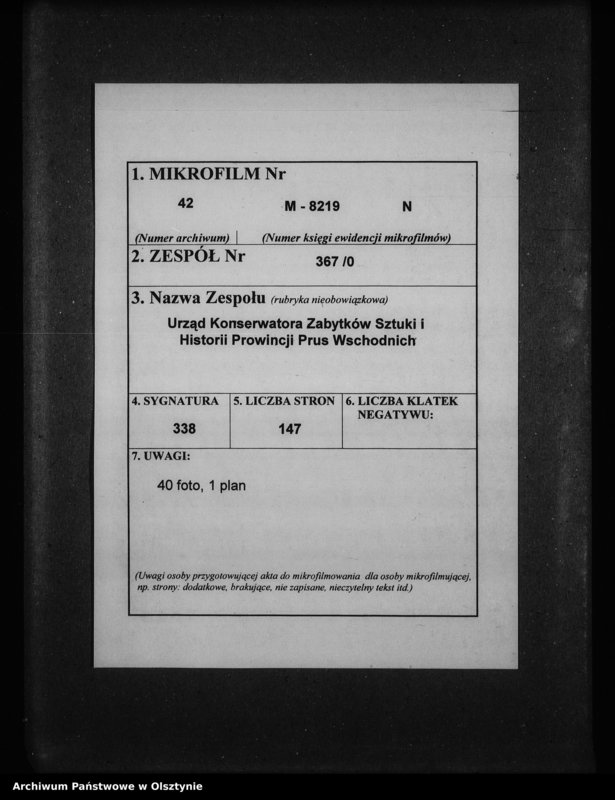 1. MIKROFILM Nr
42 M - 8219 N
(Numer archiwum) (Numer księgi ewidencji mikrofilmów)
2. ZESPÓŁ Nr 367 /0
3. Nazwa Zespołu (rubryka nieobowiązkowa)
Urząd Konserwatora Zabytków Sztuki i
Historii Prowincji Prus Wschodnich
4. SYGNATURA 5. LICZBA STRON 6. LICZBA KLATEK
NEGATYWU:
338 147
7. UWAGI:
40 foto, 1 plan
(Uwagi osoby przygotowującej akta do mikrofilmowania dla osoby mikrofilmującej,
np. strony: dodatkowe, brakujące, nie zapisane, nieczytelny tekst itd.)
Archiwum Państwowe w Olsztynie